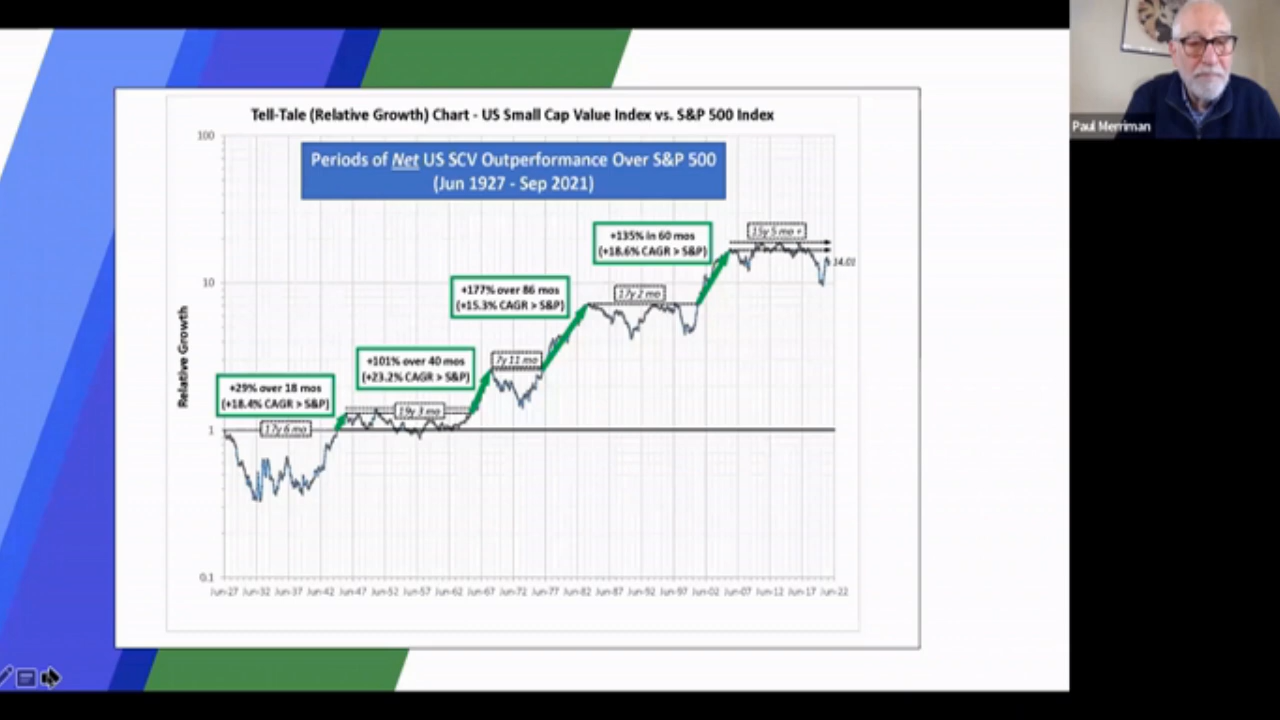 Tell-Tale (Relative Growth) Chart - US Small Cap Value Index vs. S&P 500 Index
Periods of Net US SCV Outperformance Over S&P 500
(Jun 1927 - Sep 2021)
Paul Merriman
100
10
1
0.1
Relative Growth
+29% over 18 mos
(+18.4% CAGR > S&P)
17y 6 mo
+101% over 40 mos
(+23.2% CAGR > S&P)
19y 3 mo
+177% over 86 mos
(+15.3% CAGR > S&P)
7y 11 mo
+135% in 60 mos
(+18.6% CAGR > S&P)
17y 2 mo
15y 5 mo +
14.01
Jun-27 Jun-32 Jun-37 Jun-42 Jun-47 Jun-52 Jun-57 Jun-62 Jun-67 Jun-72 Jun-77 Jun-82 Jun-87 Jun-92 Jun-97 Jun-02 Jun-07 Jun-12 Jun-17 Jun-22